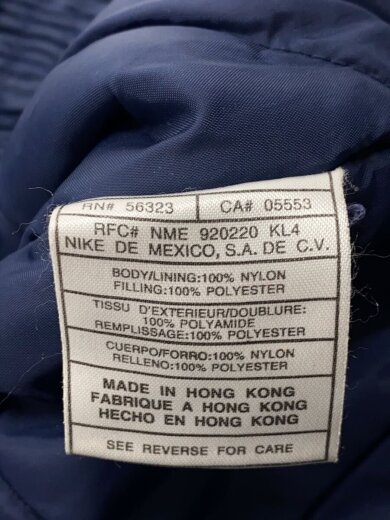 RN# 56323 CA# 05553
RFC# NME 920220 KL4
NIKE DE MEXICO, S.A. DE C.V.
BODY/LINING:100% NYLON
FILLING:100% POLYESTER
TISSU D'EXTERIEUR/DOUBLURE:
100% POLYAMIDE
REMPLISSAGE:100% POLYESTER
CUERPO/FORRO:100% NYLON
RELLENO:100% POLYESTER
MADE IN HONG KONG
FABRIQUE A HONG KONG
HECHO EN HONG KONG
SEE REVERSE FOR CARE